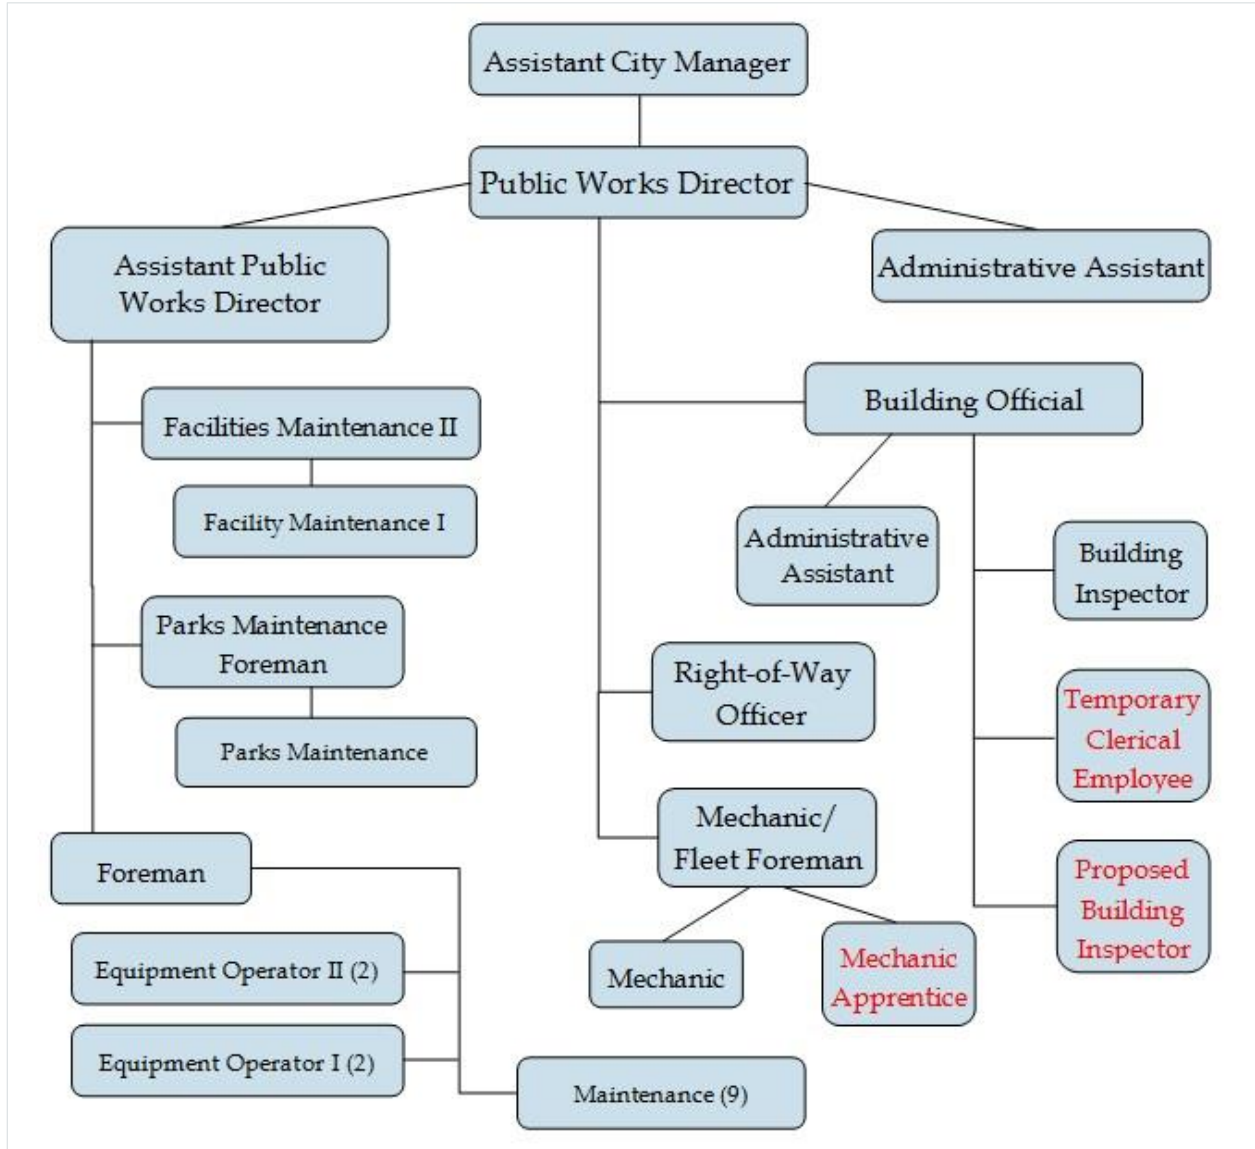 Assistant City Manager
Public Works Director
Assistant Public
Works Director
Administrative Assistant
Building Official
Facilities Maintenance II
Facility Maintenance I
Administrative
Assistant
Building
Inspector
Parks Maintenance
Foreman
Right-of-Way
Officer
Temporary
Clerical
Employee
Parks Maintenance
Mechanic/
Fleet Foreman
Foreman
Proposed
Building
Inspector
Equipment Operator II (2)
Mechanic
Mechanic
Apprentice
Equipment Operator I (2)
Maintenance (9)